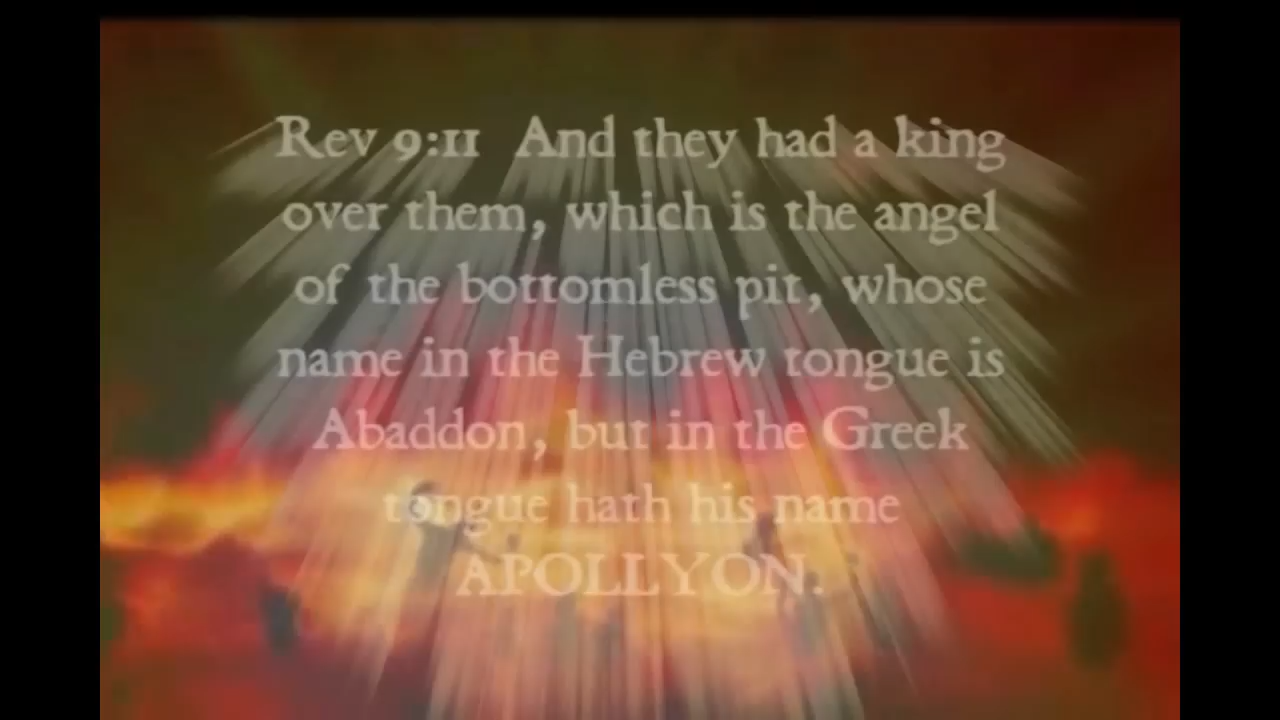 Rev 9:11 And they had a king
over them, which is the angel
of the bottomless pit, whose
name in the Hebrew tongue is
Abaddon, but in the Greek
tongue hath his name
APOLLYON.